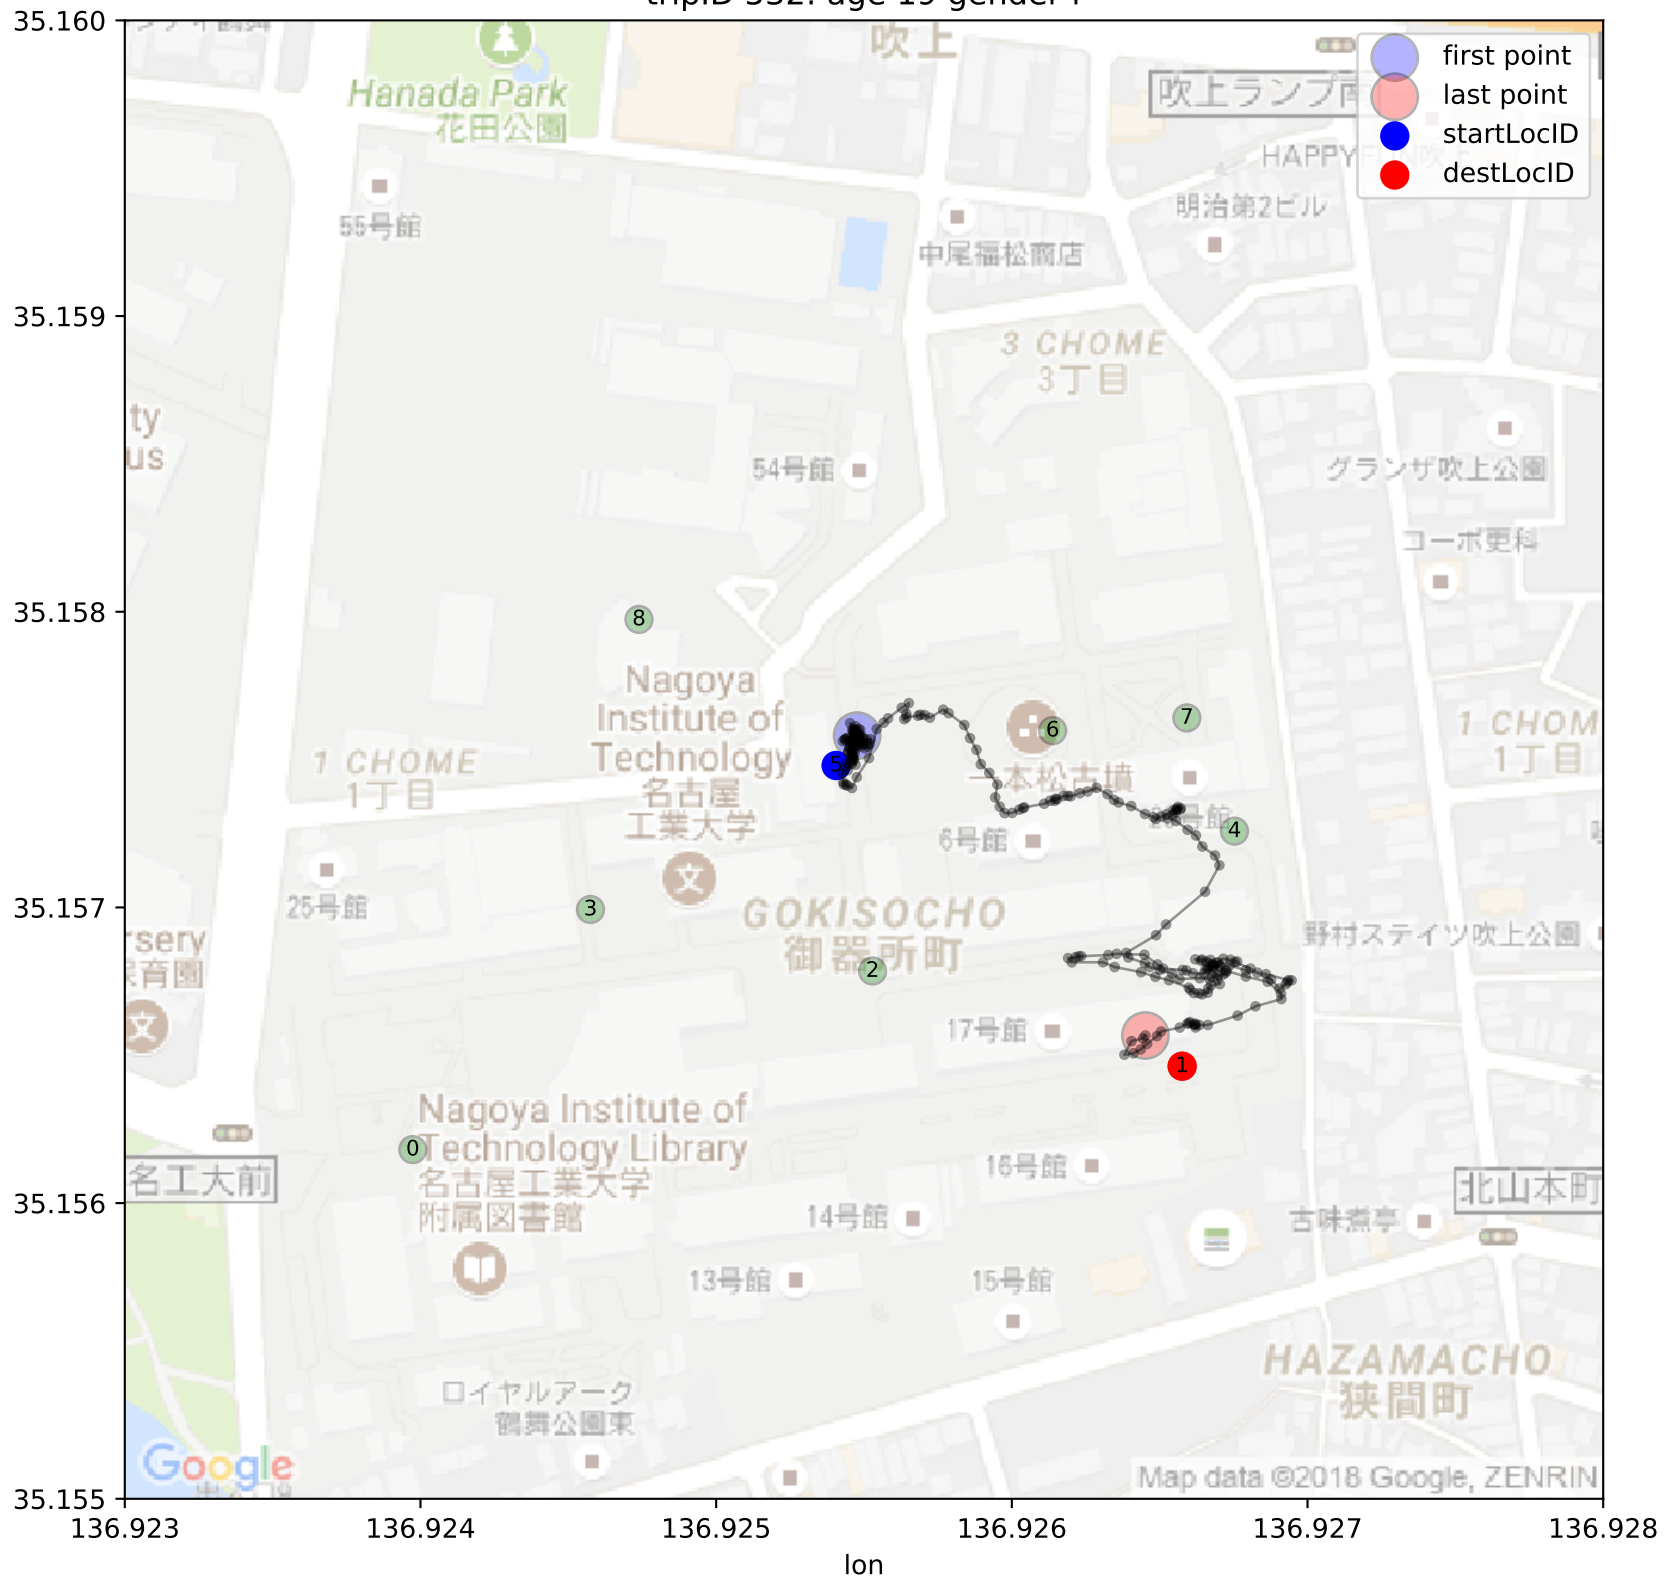 35.160
35.159
35.158
35.157
35.156
35.155
136.923
136.924
136.925
136.926
136.927
136.928
lon
first point
last point
startLocID
destLocID
吹上
Hanada Park
花田公園
吹上ランプ
55号館
明治第2ビル
中尾福松商店
3 CHOME
3丁目
ty
us
54号館
グランザ吹上公園
コーポ更科
8
Nagoya
Institute of
Technology
名古屋
工業大学
1 CHOME
1丁目
5
6
7
一本松古墳
1 CHOM
1丁目
6号館
4
25号館
3
GOKISOCHO
御器所町
2
野村ステイツ吹上公園
rsery
育園
17号館
1
Nagoya Institute of
Technology Library
名古屋工業大学
附属図書館
0
名工大前
16号館
北山本町
14号館
古味煮亭
13号館
15号館
HAZAMACHO
狭間町
ロイヤルアーク
鶴舞公園東
Google
Map data ©2018 Google, ZENRIN